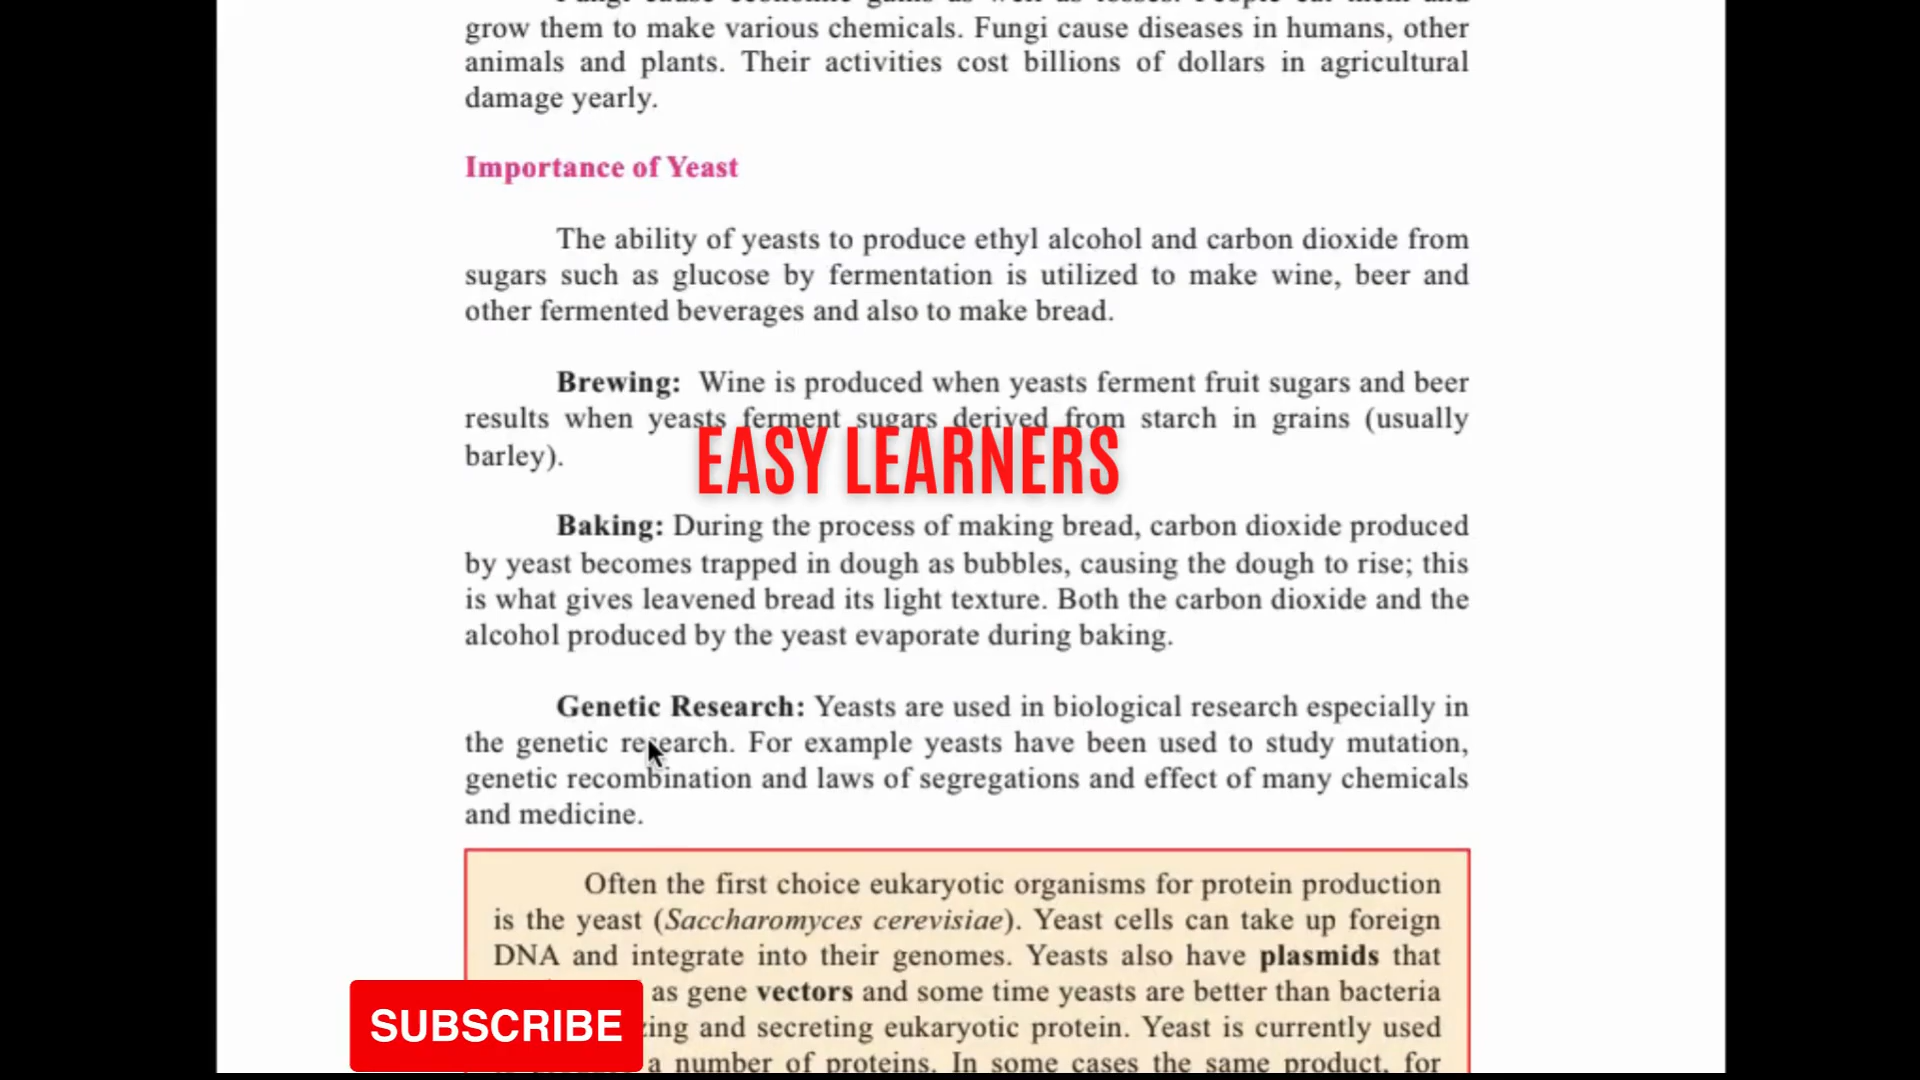 grow them to make various chemicals. Fungi cause diseases in humans, other
animals and plants. Their activities cost billions of dollars in agricultural
damage yearly.
Importance of Yeast
The ability of yeasts to produce ethyl alcohol and carbon dioxide from
sugars such as glucose by fermentation is utilized to make wine, beer and
other fermented beverages and also to make bread.
Brewing: Wine is produced when yeasts ferment fruit sugars and beer
results when yeasts ferment sugars derived from starch in grains (usually
barley).
EASY LEARNERS
Baking: During the process of making bread, carbon dioxide produced
by yeast becomes trapped in dough as bubbles, causing the dough to rise; this
is what gives leavened bread its light texture. Both the carbon dioxide and the
alcohol produced by the yeast evaporate during baking.
Genetic Research: Yeasts are used in biological research especially in
the genetic research. For example yeasts have been used to study mutation,
genetic recombination and laws of segregations and effect of many chemicals
and medicine.
Often the first choice eukaryotic organisms for protein production
is the yeast (Saccharomyces cerevisiae). Yeast cells can take up foreign
DNA and integrate into their genomes. Yeasts also have plasmids that
as gene vectors and some time yeasts are better than bacteria
SUBSCRIBE
zing and secreting eukaryotic protein. Yeast is currently used
a number of proteins. In some cases the same product, for